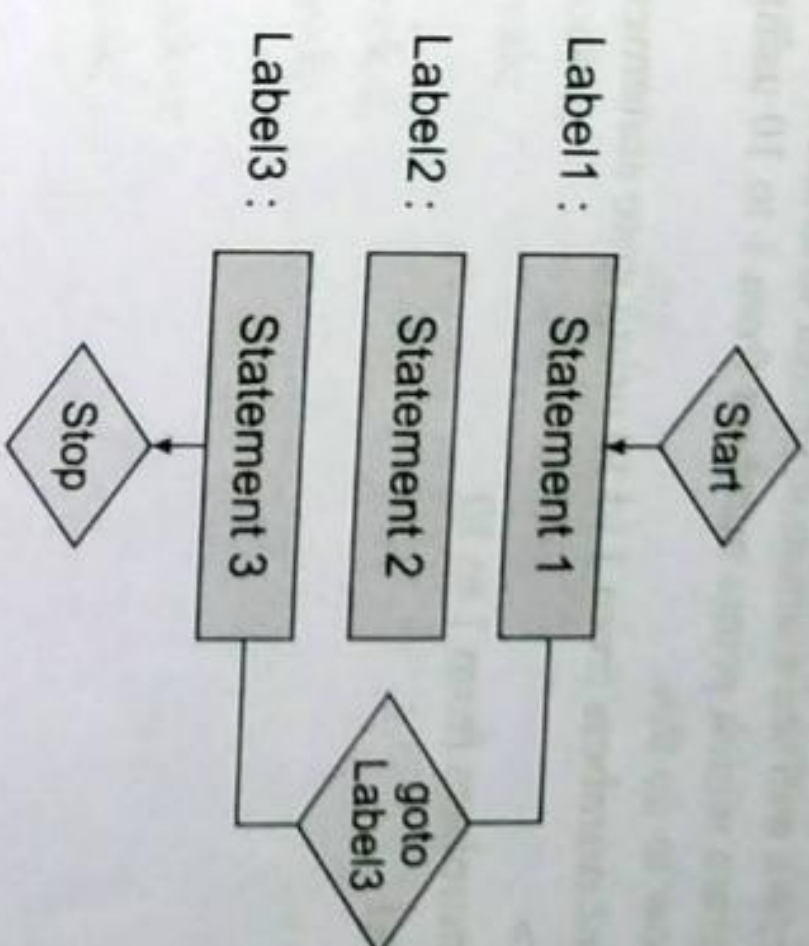 Start
Label1 :
Statement 1
Label2 :
Statement 2
goto
Label3
Label3 :
Statement 3
Stop